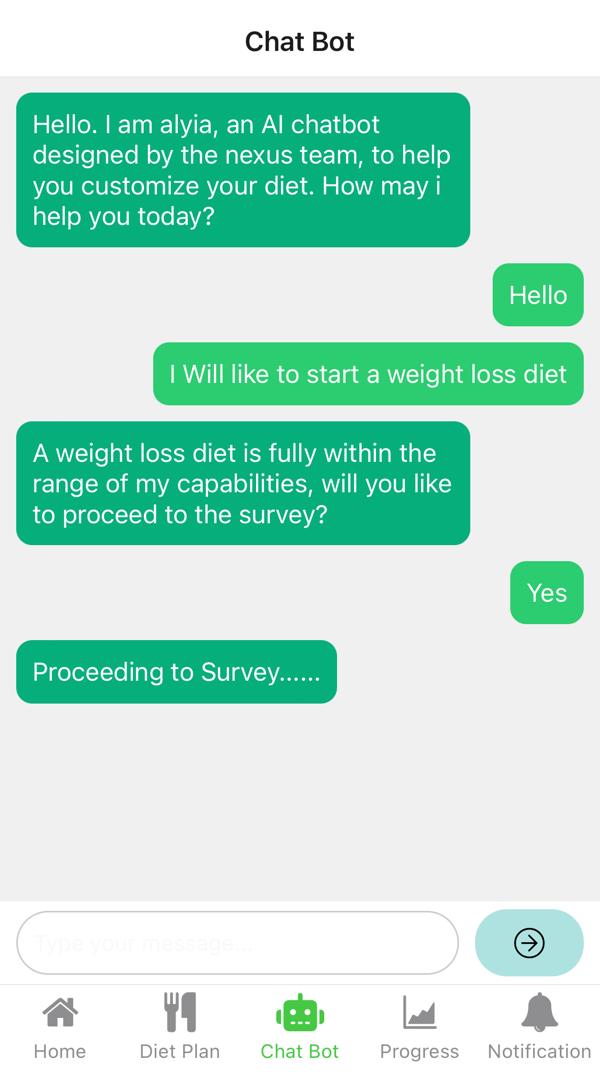 Chat Bot
Hello. I am alyia, an AI chatbot
designed by the nexus team, to help
you customize your diet. How may i
help you today?
Hello
I Will like to start a weight loss diet
A weight loss diet is fully within the
range of my capabilities, will you like
to proceed to the survey?
Yes
Proceeding to Survey......
Type your message...
Home
Diet Plan
Chat Bot
Progress
Notification